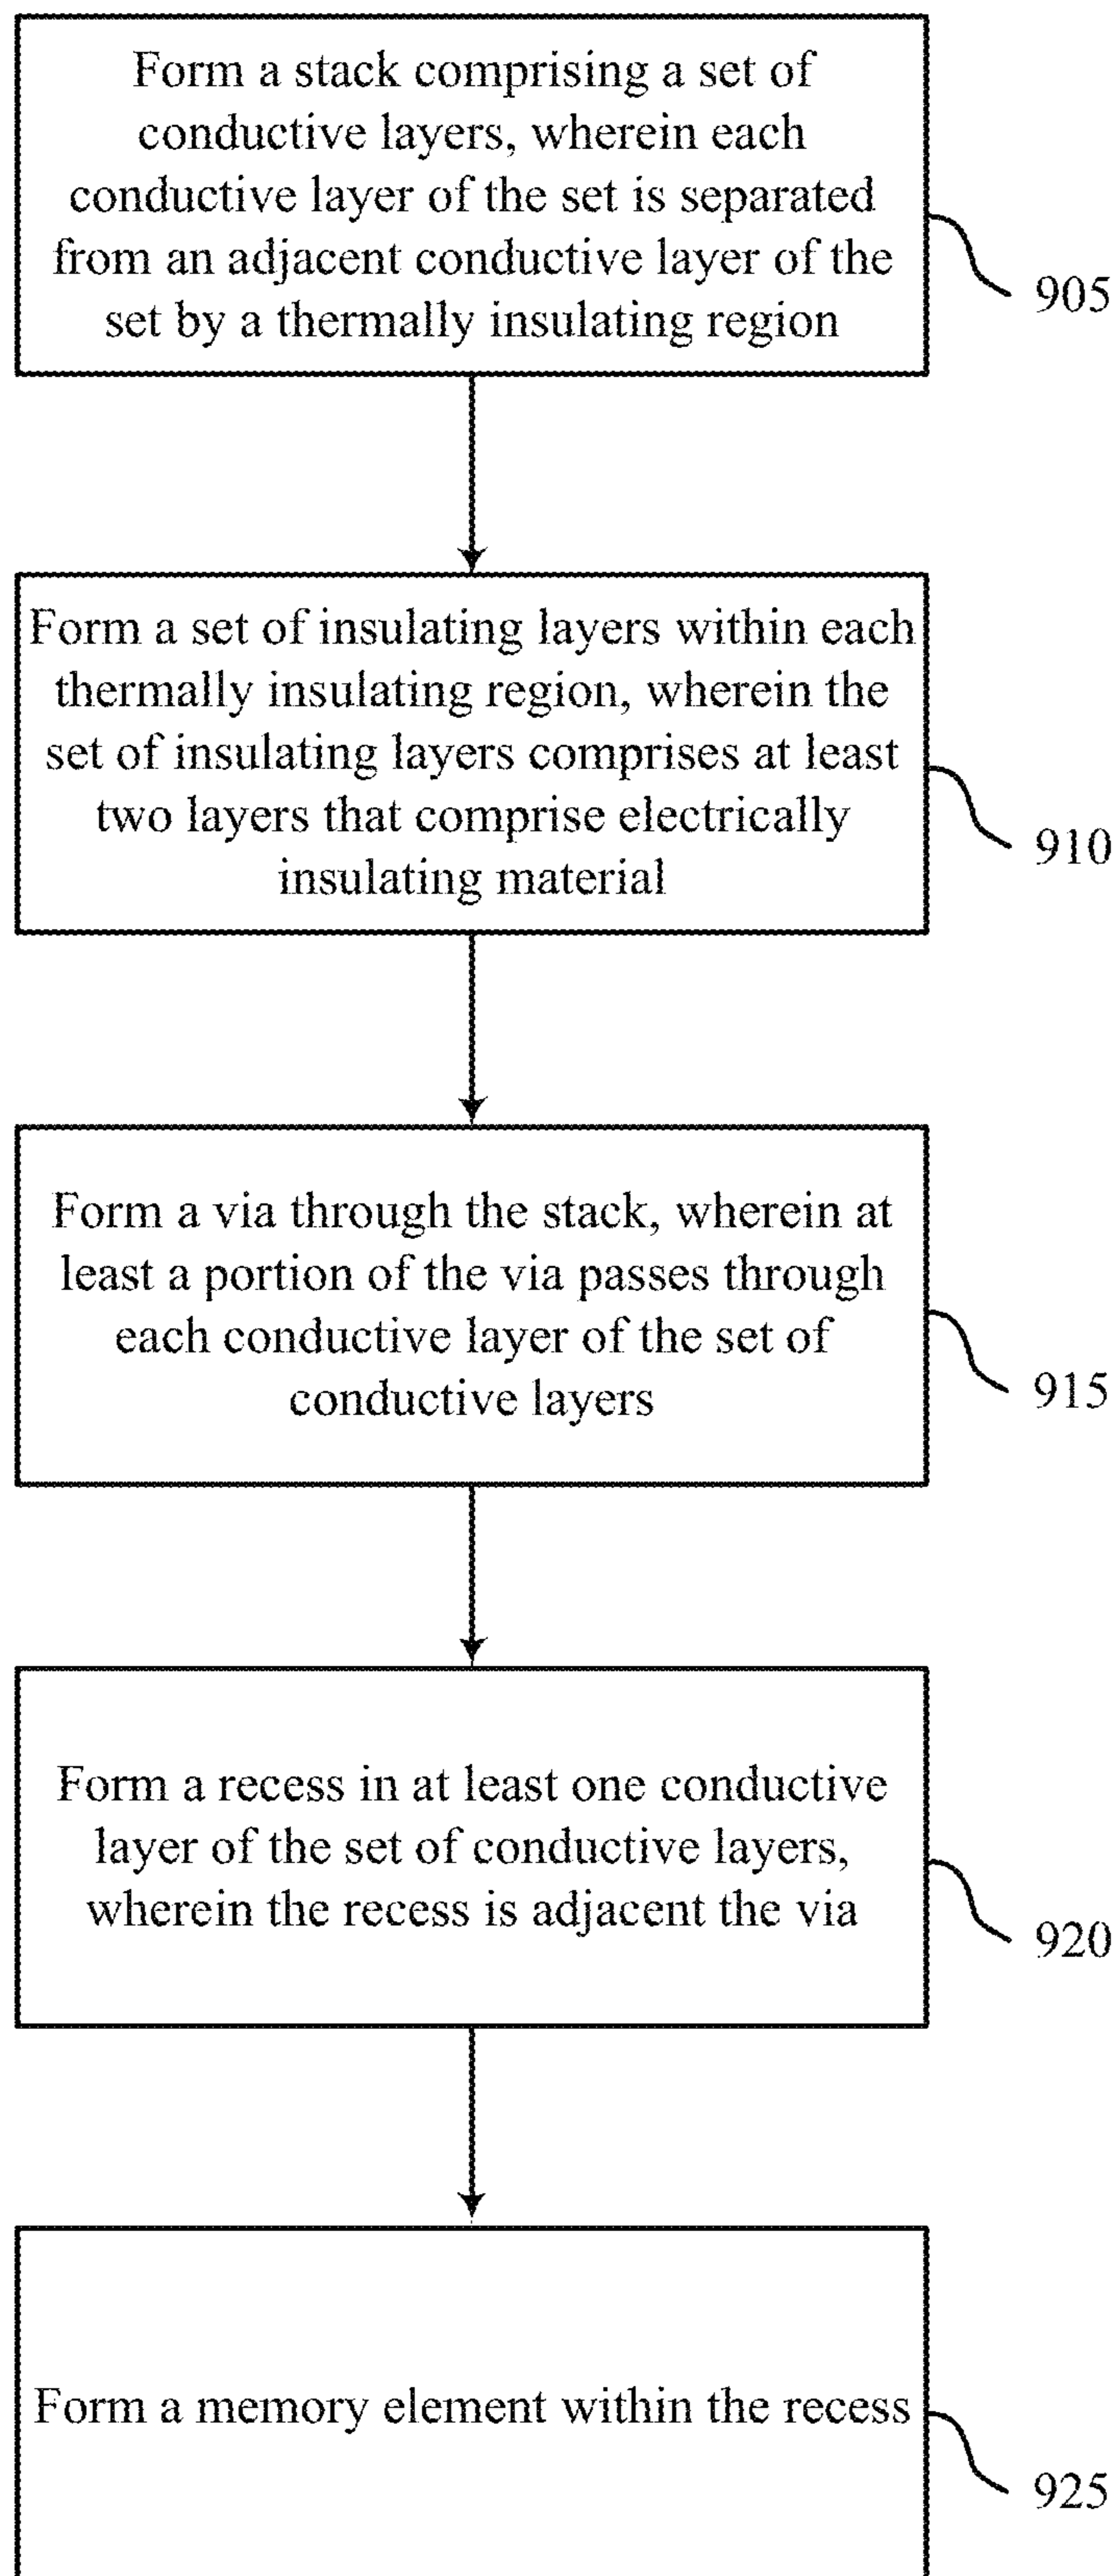 Form a stack comprising a set of
conductive layers, wherein each
conductive layer of the set is separated
from an adjacent conductive layer of the
set by a thermally insulating region
905
Form a set of insulating layers within each
thermally insulating region, wherein the
set of insulating layers comprises at least
two layers that comprise electrically
insulating material
910
Form a via through the stack, wherein at
least a portion of the via passes through
each conductive layer of the set of
conductive layers
915
Form a recess in at least one conductive
layer of the set of conductive layers,
wherein the recess is adjacent the via
920
Form a memory element within the recess
925